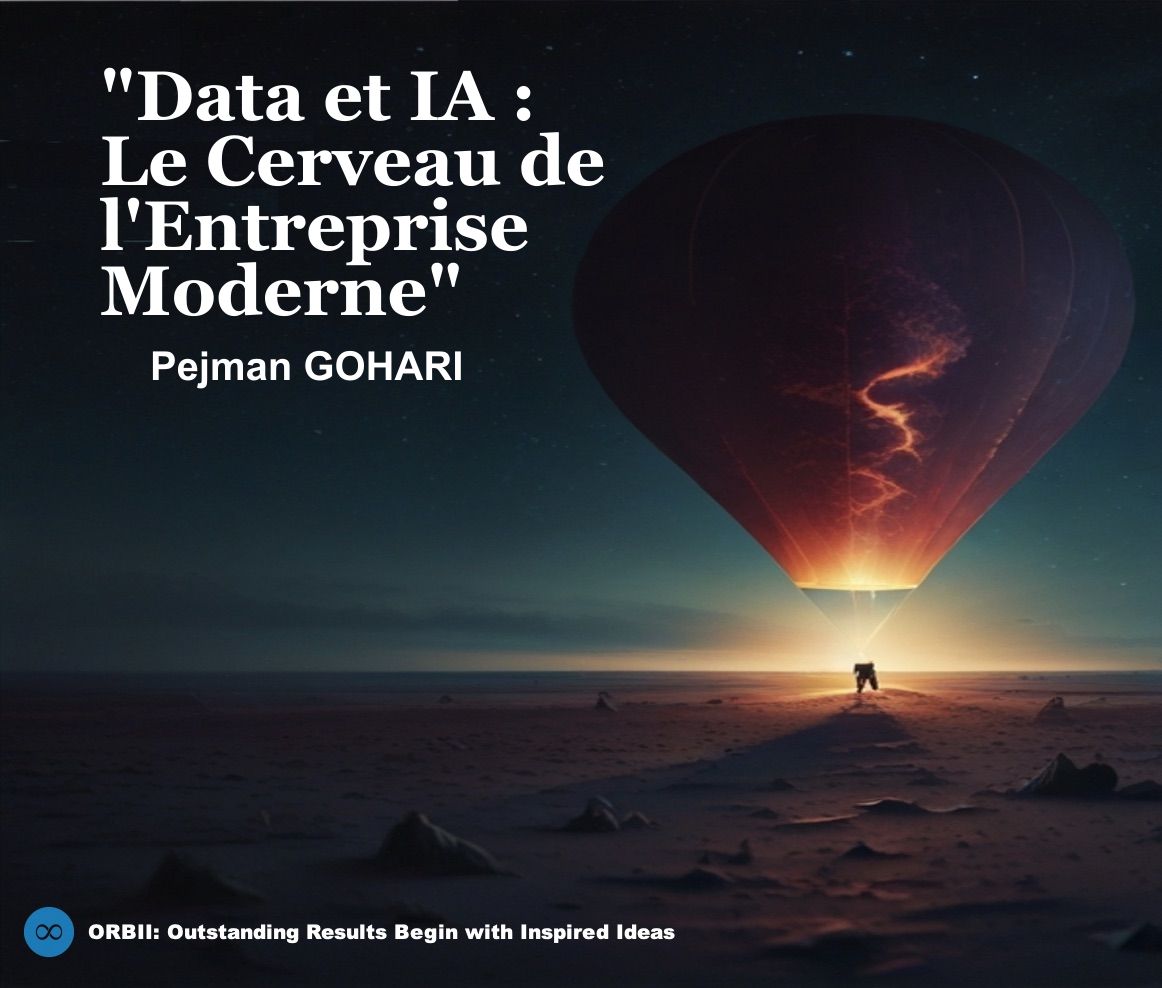 "Data et IA :
Le Cerveau de
l'Entreprise
Moderne"
Pejman GOHARI
ORBII: Outstanding Results Begin with Inspired Ideas